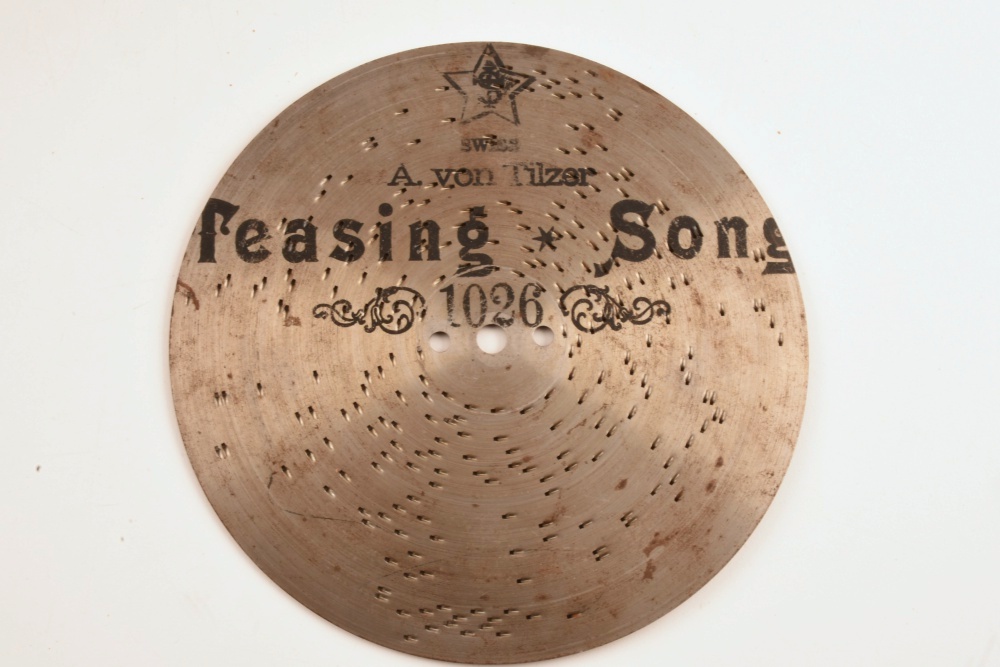 swiss
A. von Tilzer
Teasing * Song
1026